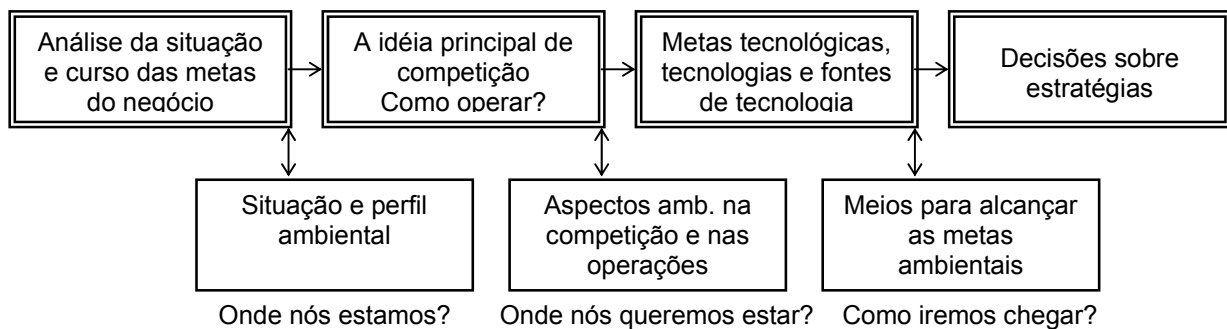 Análise da situação
e curso das metas
do negócio
A idéia principal de
competição
Como operar?
Metas tecnológicas,
tecnologias e fontes
de tecnologia
Decisões sobre
estratégias
Situação e perfil
ambiental
Aspectos amb. na
competição e nas
operações
Meios para alcançar
as metas
ambientais
Onde nós estamos?
Onde nós queremos estar?
Como iremos chegar?